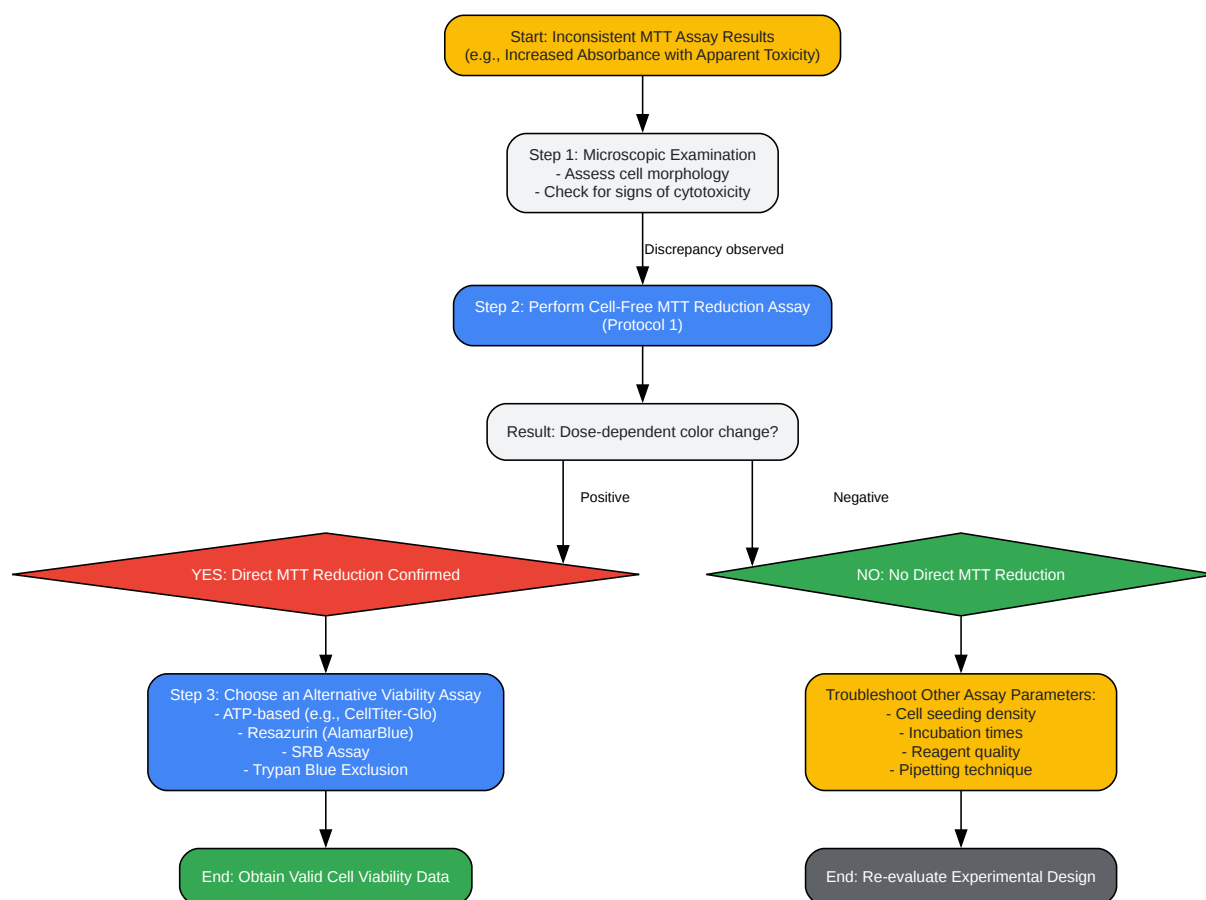 Start: Inconsistent MTT Assay Results
(e.g., Increased Absorbance with Apparent Toxicity)
Step 1: Microscopic Examination
- Assess cell morphology
- Check for signs of cytotoxicity
Discrepancy observed
Step 2: Perform Cell-Free MTT Reduction Assay
(Protocol 1)
Result: Dose-dependent color change?
Positive
Negative
YES: Direct MTT Reduction Confirmed
NO: No Direct MTT Reduction
Step 3: Choose an Alternative Viability Assay
- ATP-based (e.g., CellTiter-Glo)
- Resazurin (AlamarBlue)
- SRB Assay
- Trypan Blue Exclusion
Troubleshoot Other Assay Parameters:
- Cell seeding density
- Incubation times
- Reagent quality
- Pipetting technique
End: Obtain Valid Cell Viability Data
End: Re-evaluate Experimental Design